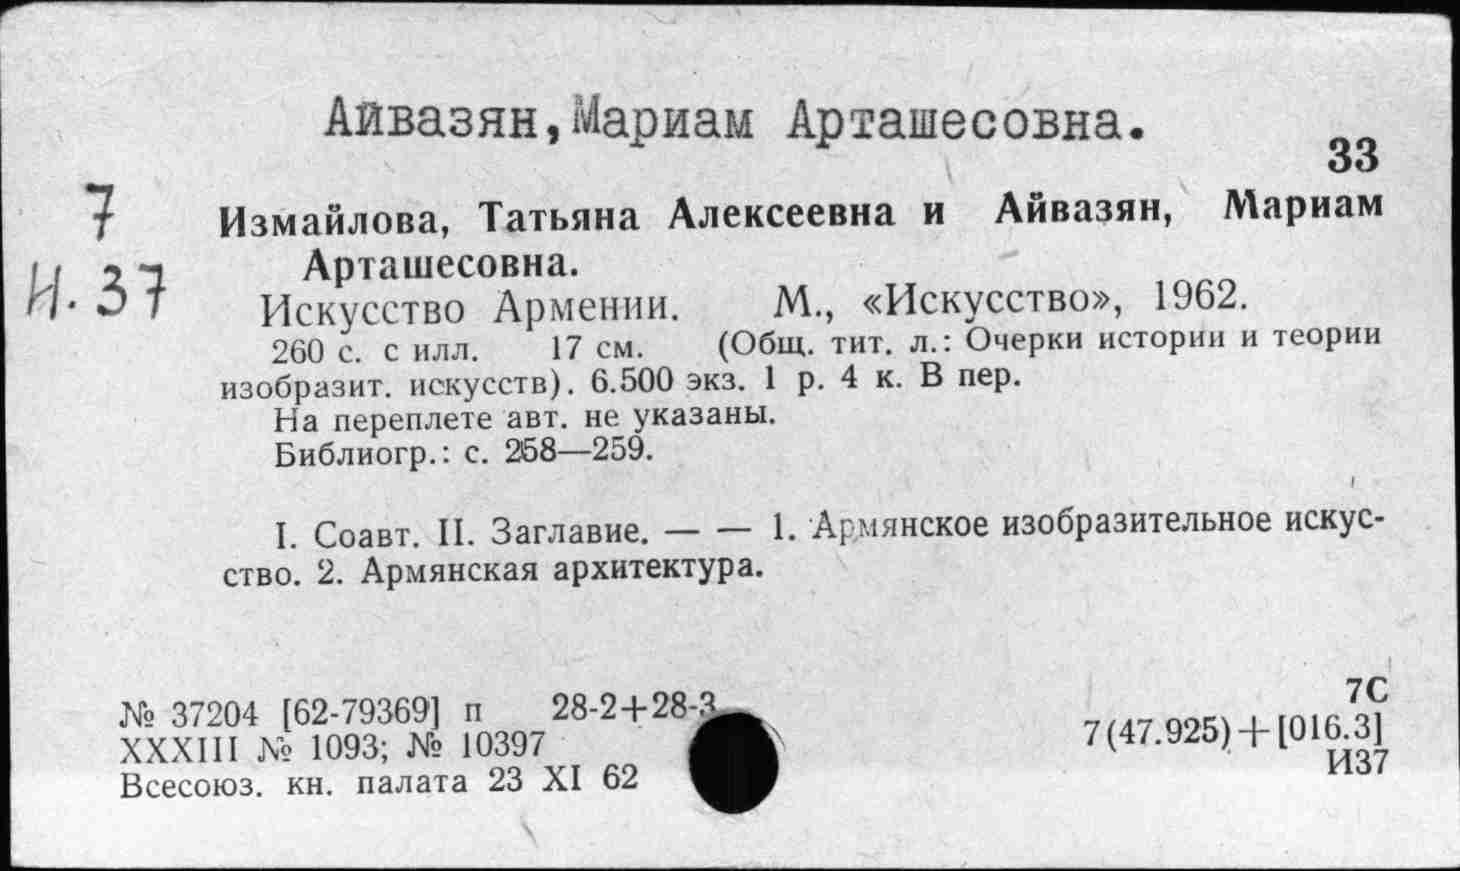 Айвазян, Мариам Арташесовна.
33
7
И.37
Измайлова, Татьяна Алексеевна и Айвазян, Мариам
Арташесовна.
Искусство Армении. М., «Искусство», 1962.
260 с. с илл. 17 см. (Общ. тит. л.: Очерки истории и теории
изобразит. искусств). 6.500 экз. 1 р. 4 к. В пер.
На переплете авт. не указаны.
Библиогр.: с. 258—259.
I. Соавт. II. Заглавие. — — 1. Армянское изобразительное искус-
ство. 2. Армянская архитектура.
7С
№ 37204 [62-79369] п 28-2+28-3
7(47.925)+[016.3]
XXXIII № 1093; № 10397
И37
Всесоюз. кн. палата 23 XI 62